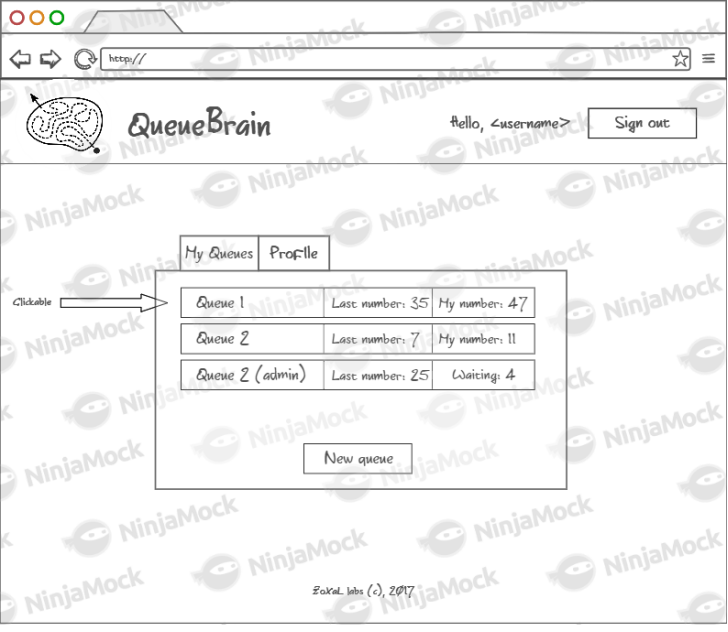 http://
QueueBrain
Hello, <username>
Sign out
My Queues
Profile
Clickable
Queue 1 Last number: 35 My number: 47
Queue 2 Last number: 7 My number: 11
Queue 2 (admin) Last number: 25 Waiting: 4
New queue
ZoXaL labs (c), 2017
NinjaMock